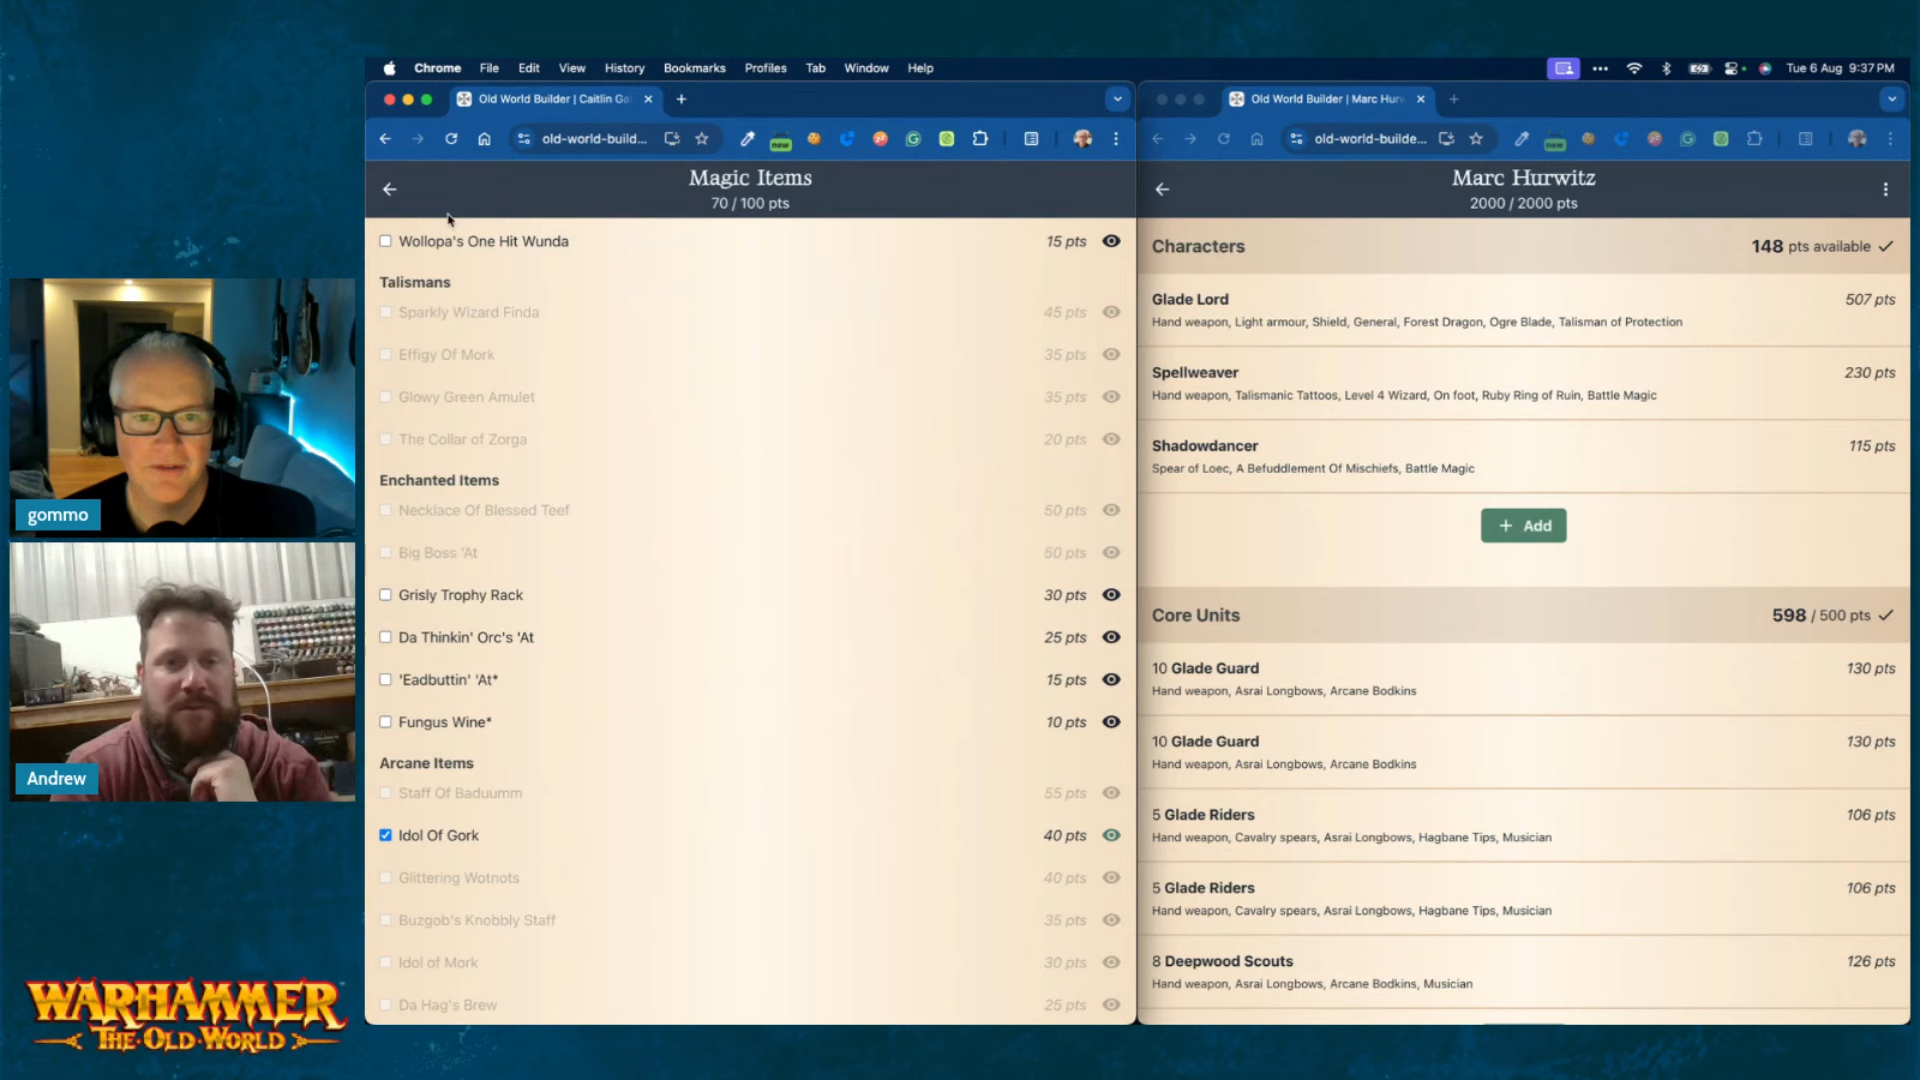 Chrome File Edit View History Bookmarks Profiles Tab Window Help
Tue 6 Aug 9:37 PM
Old World Builder | Caitlin Ga
old-world-build...
new
Magic Items
70 / 100 pts
Wollopa's One Hit Wunda 15 pts
Talismans
Sparkly Wizard Finda 45 pts
Effigy Of Mork 35 pts
Glowy Green Amulet 35 pts
The Collar of Zorga 20 pts
Enchanted Items
Necklace Of Blessed Teef 50 pts
Big Boss 'At 50 pts
Grisly Trophy Rack 30 pts
Da Thinkin' Orc's 'At 25 pts
'Eadbuttin' 'At* 15 pts
Fungus Wine* 10 pts
Arcane Items
Staff Of Baduumm 55 pts
Idol Of Gork 40 pts
Glittering Wotnots 40 pts
Buzgob's Knobbly Staff 35 pts
Idol of Mork 30 pts
Da Hag's Brew 25 pts
Old World Builder | Marc Hurw
old-world-builde...
new
Marc Hurwitz
2000 / 2000 pts
Characters 148 pts available
Glade Lord 507 pts
Hand weapon, Light armour, Shield, General, Forest Dragon, Ogre Blade, Talisman of Protection
Spellweaver 230 pts
Hand weapon, Talismanic Tattoos, Level 4 Wizard, On foot, Ruby Ring of Ruin, Battle Magic
Shadowdancer 115 pts
Spear of Loec, A Befuddlement Of Mischiefs, Battle Magic
+ Add
Core Units 598 / 500 pts
10 Glade Guard 130 pts
Hand weapon, Asrai Longbows, Arcane Bodkins
10 Glade Guard 130 pts
Hand weapon, Asrai Longbows, Arcane Bodkins
5 Glade Riders 106 pts
Hand weapon, Cavalry spears, Asrai Longbows, Hagbane Tips, Musician
5 Glade Riders 106 pts
Hand weapon, Cavalry spears, Asrai Longbows, Hagbane Tips, Musician
8 Deepwood Scouts 126 pts
Hand weapon, Asrai Longbows, Arcane Bodkins, Musician
gommo
Andrew
WARHAMMER
THE·OLD·WORLD